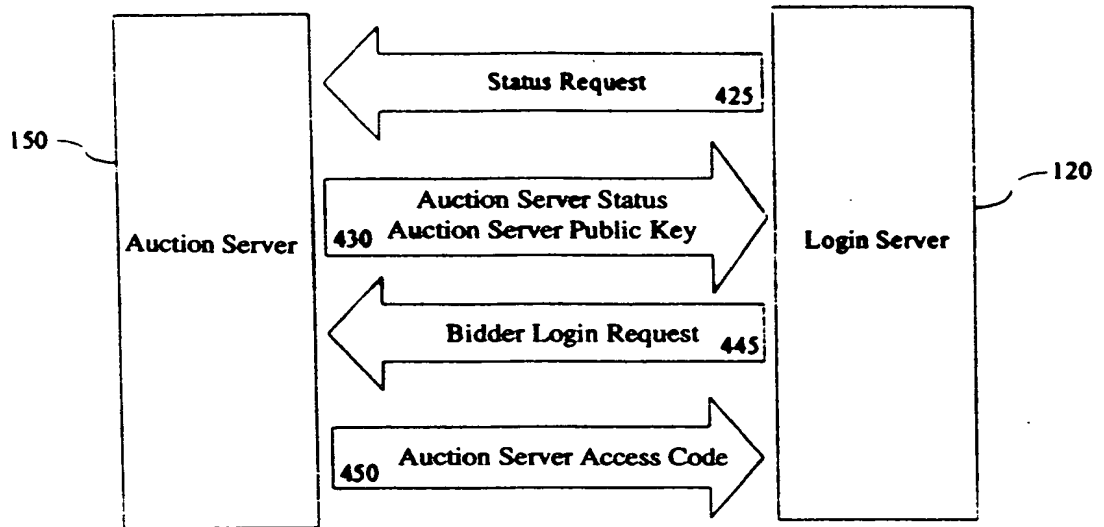 Status Request
425
150
120
Auction Server Status
Auction Server Public Key
430
Auction Server
Login Server
Bidder Login Request
445
450
Auction Server Access Code